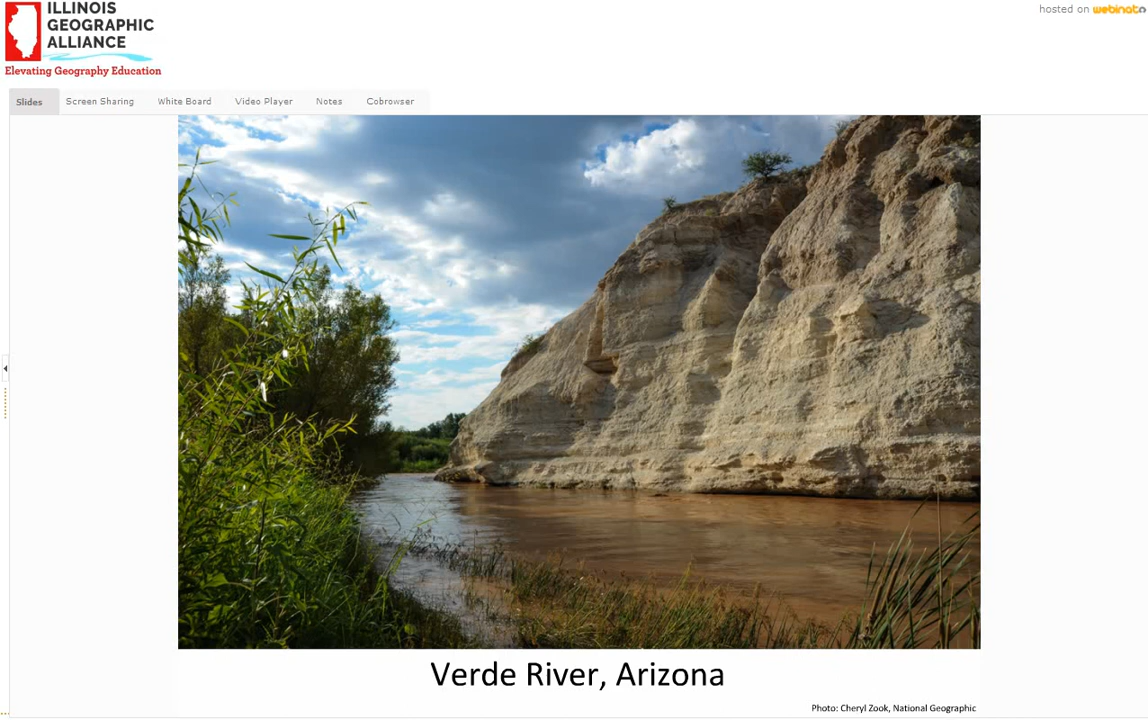 ILLINOIS
GEOGRAPHIC
ALLIANCE
Elevating Geography Education
hosted on webinato
Slides Screen Sharing White Board Video Player Notes Cobrowser
Verde River, Arizona
Photo: Cheryl Zook, National Geographic